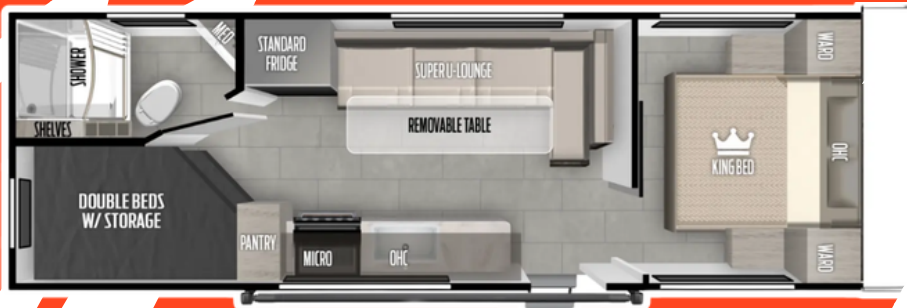 SHOWER
MED
SHELVES
STANDARD
FRIDGE
SUPER U-LOUNGE
REMOVABLE TABLE
WARD
KING BED
OHC
WARD
DOUBLE BEDS
W/ STORAGE
PANTRY
MICRO
OHC